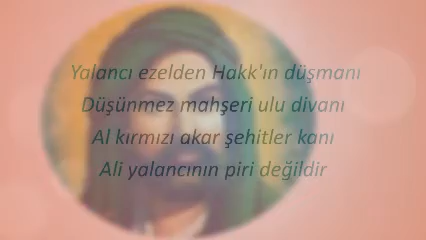 Yalancı ezelden Hakk'ın düşmanı
Düşünmez mahşeri ulu divanı
Al kırmızı akar şehitler kanı
Ali yalancının piri değildir